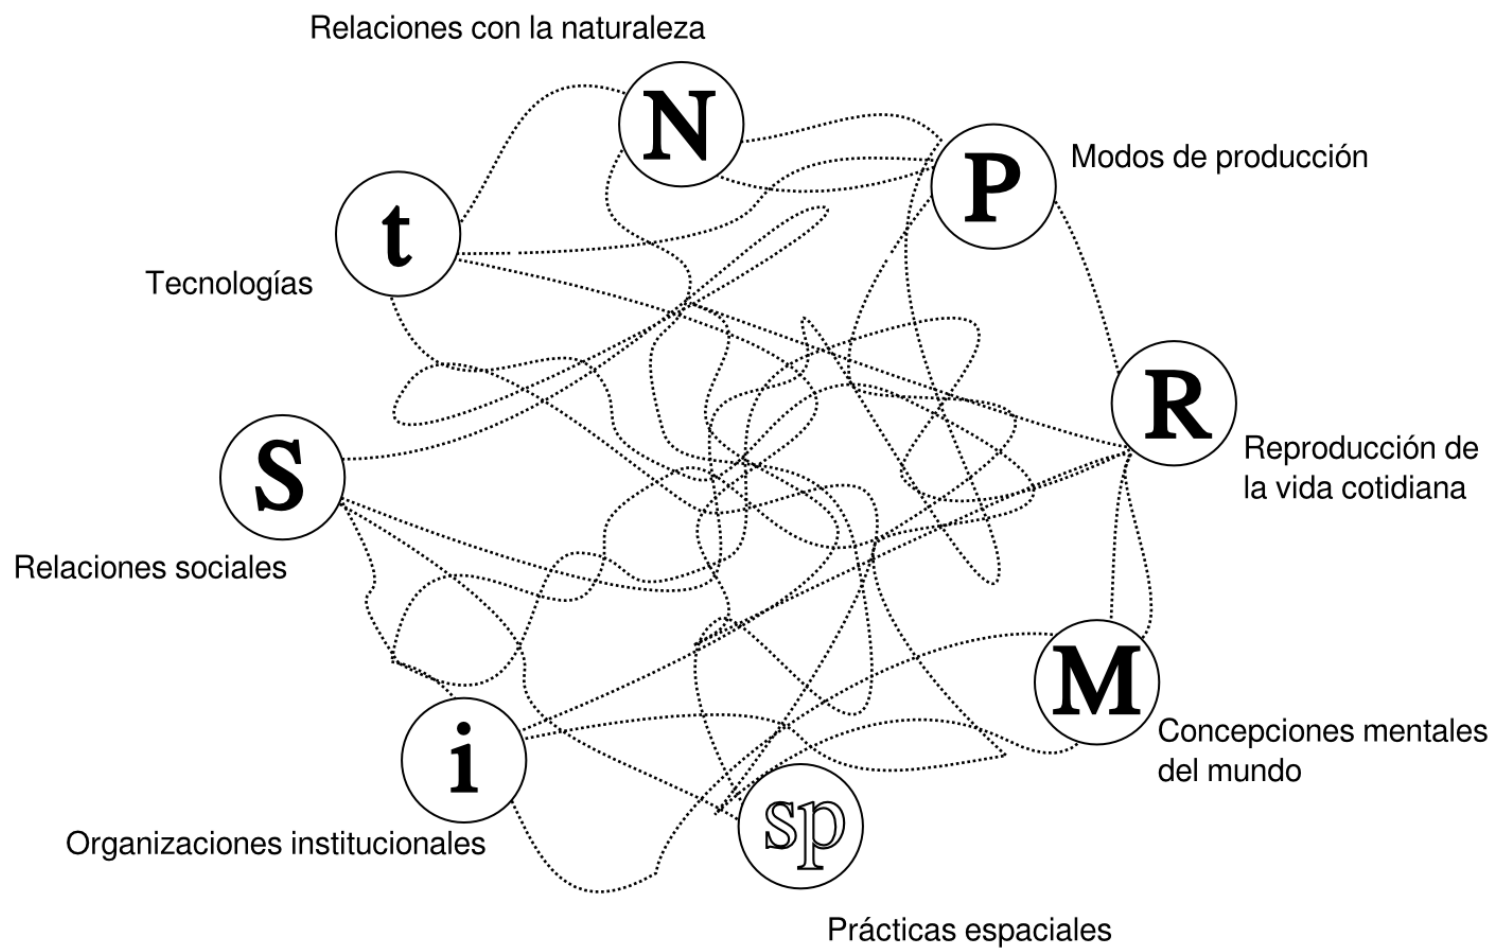 Relaciones con la naturaleza
N
P
Modos de producción
t
Tecnologías
R
Reproducción de
la vida cotidiana
S
Relaciones sociales
M
Concepciones mentales
del mundo
i
Organizaciones institucionales
sp
Prácticas espaciales